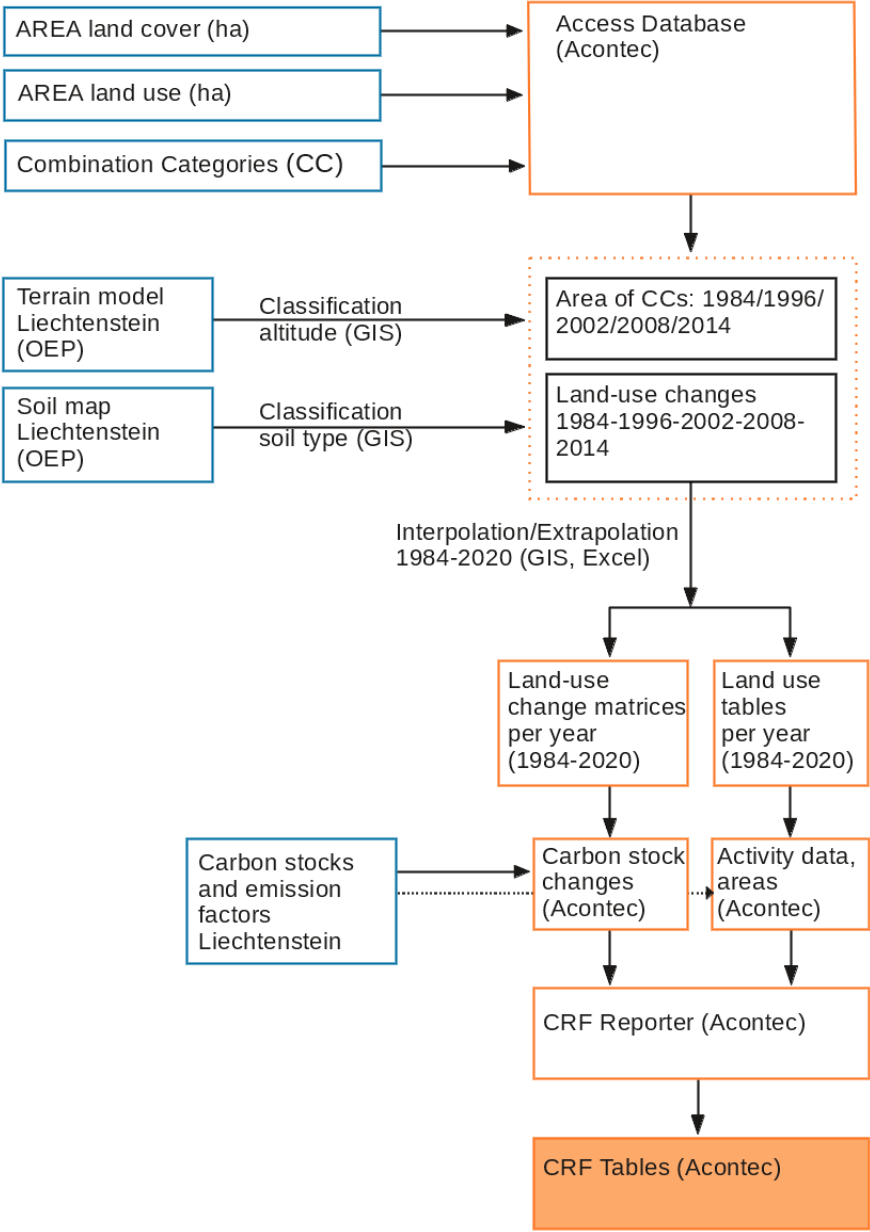 AREA land cover (ha)
Access Database
(Acontec)
AREA land use (ha)
Combination Categories (CC)
Terrain model
Liechtenstein
(OEP)
Classification
altitude (GIS)
Area of CCs: 1984/1996/
2002/2008/2014
Soil map
Liechtenstein
(OEP)
Classification
soil type (GIS)
Land-use changes
1984-1996-2002-2008-
2014
Interpolation/Extrapolation
1984-2020 (GIS, Excel)
Land-use
change matrices
per year
(1984-2020)
Land use
tables
per year
(1984-2020)
Carbon stocks
and emission
factors
Liechtenstein
Carbon stock
changes
(Acontec)
Activity data,
areas
(Acontec)
CRF Reporter (Acontec)
CRF Tables (Acontec)